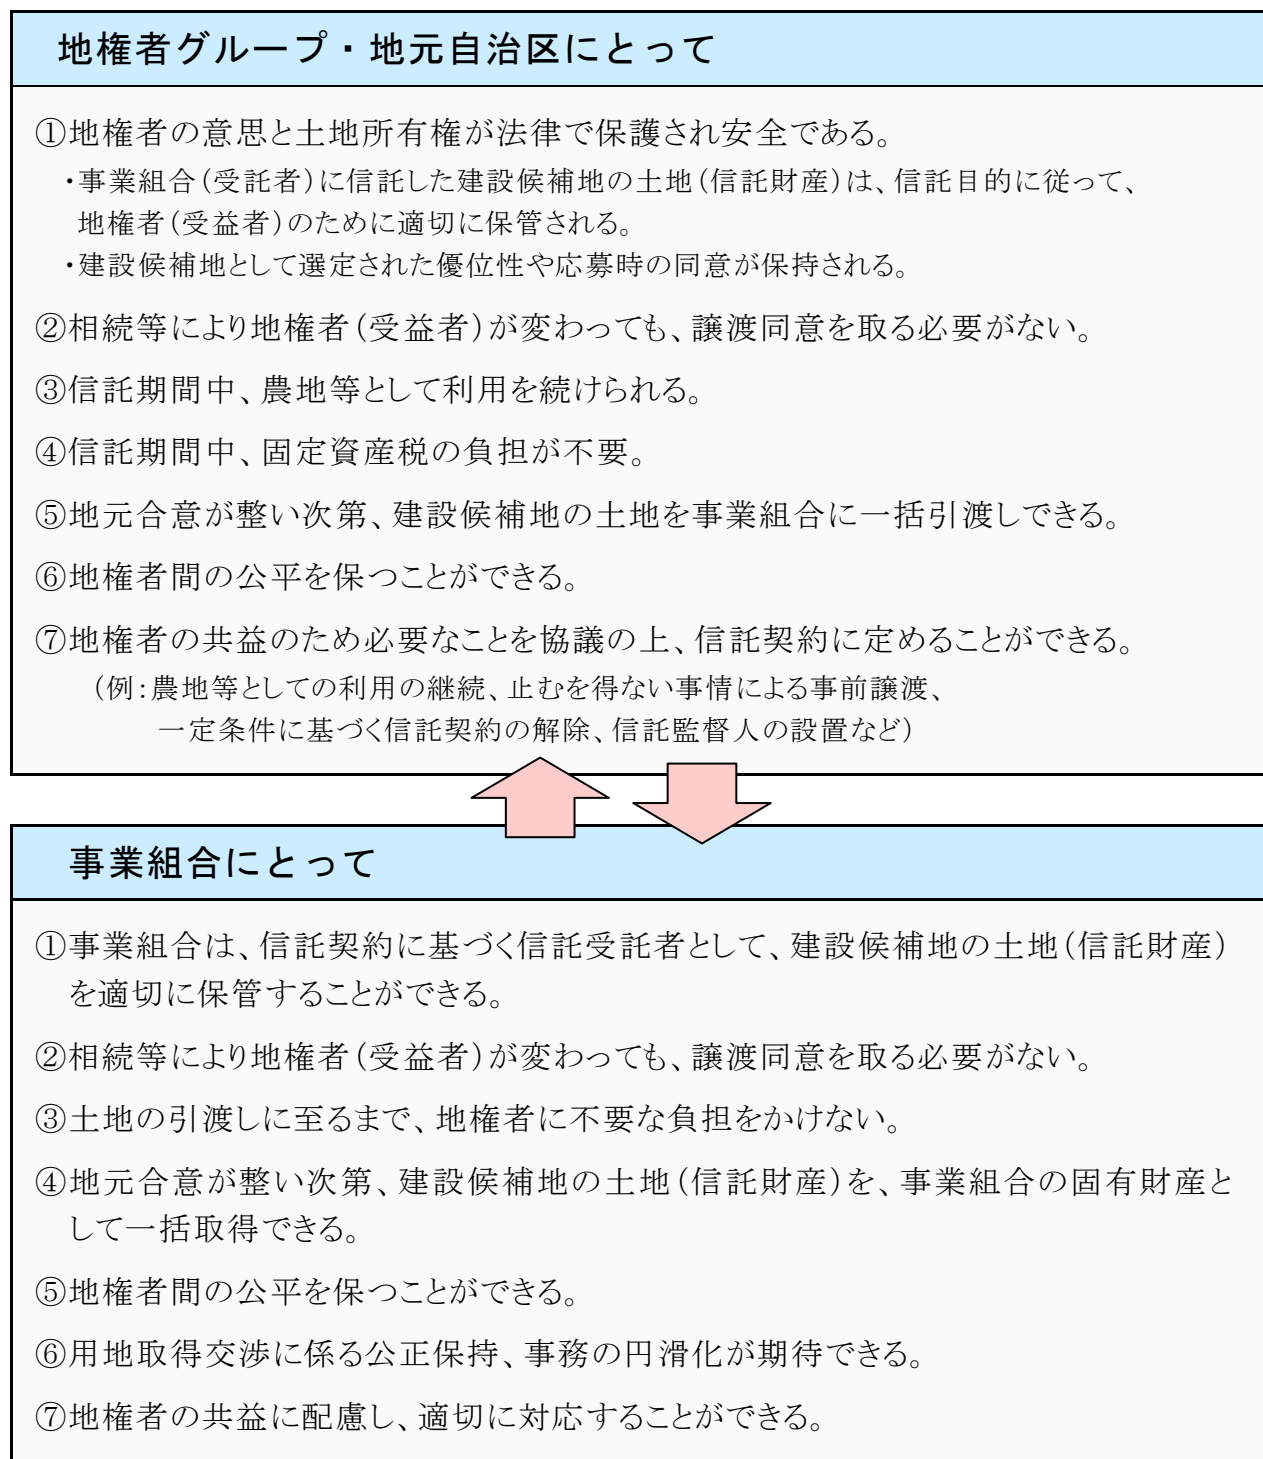 地権者グループ・地元自治区にとって
①地権者の意思と土地所有権が法律で保護され安全である。
・事業組合(受託者)に信託した建設候補地の土地(信託財産)は、信託目的に従って、
地権者(受益者)のために適切に保管される。
・建設候補地として選定された優位性や応募時の同意が保持される。
②相続等により地権者(受益者)が変わっても、譲渡同意を取る必要がない。
③信託期間中、農地等として利用を続けられる。
④信託期間中、固定資産税の負担が不要。
⑤地元合意が整い次第、建設候補地の土地を事業組合に一括引渡しできる。
⑥地権者間の公平を保つことができる。
⑦地権者の共益のため必要なことを協議の上、信託契約に定めることができる。
(例:農地等としての利用の継続、止むを得ない事情による事前譲渡、
一定条件に基づく信託契約の解除、信託監督人の設置など)
事業組合にとって
①事業組合は、信託契約に基づく信託受託者として、建設候補地の土地(信託財産)
を適切に保管することができる。
②相続等により地権者(受益者)が変わっても、譲渡同意を取る必要がない。
③土地の引渡しに至るまで、地権者に不要な負担をかけない。
④地元合意が整い次第、建設候補地の土地(信託財産)を、事業組合の固有財産と
して一括取得できる。
⑤地権者間の公平を保つことができる。
⑥用地取得交渉に係る公正保持、事務の円滑化が期待できる。
⑦地権者の共益に配慮し、適切に対応することができる。